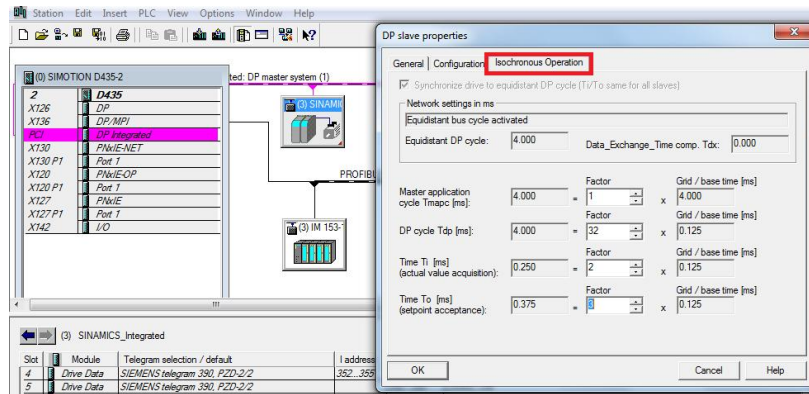 Station Edit Insert PLC View Options Window Help
(0) SIMOTION D435-2
2 D435
X126 DP
X136 DP/MPI
PCI DP integrated
X130 PNxIE-NET
X130 P1 Port 1
X120 PNxIE-OP
X120 P1 Port 1
X127 PNxIE
X127 P1 Port 1
X142 I/O
ted: DP master system (1)
(3) SINAMIC
PROFIBU
(3) IM 153-
(3) SINAMICS_Integrated
Slot Module Telegram selection / default I address
4 Drive Data SIEMENS telegram 390, PZD-2/2 352...355
5 Drive Data SIEMENS telegram 390, PZD-2/2
DP slave properties
General Configuration Isochronous Operation
Synchronize drive to equidistant DP cycle (Ti/To same for all slaves)
Network settings in ms
Equidistant bus cycle activated
Equidistant DP cycle: 4.000 Data_Exchange_Time comp. Tdx: 0.000
Factor Grid / base time [ms]
Master application cycle Tmapc [ms]: 4.000 = 1 x 4.000
Factor Grid / base time [ms]
DP cycle Tdp [ms]: 4.000 = 32 x 0.125
Factor Grid / base time [ms]
Time Ti [ms] (actual value acquisition): 0.250 = 2 x 0.125
Factor Grid / base time [ms]
Time To [ms] (setpoint acceptance): 0.375 = 3 x 0.125
OK Cancel Help